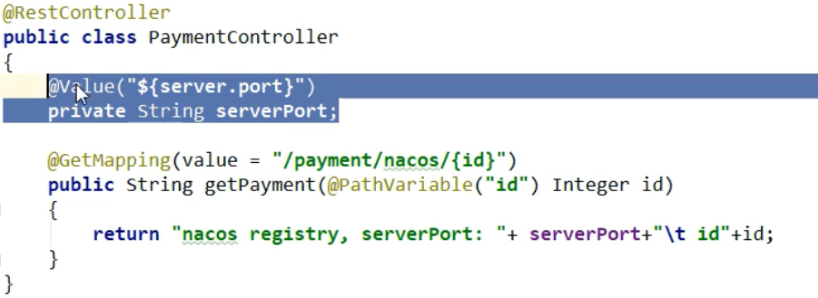 @RestController
public class PaymentController
{
@Value("${server.port}")
private String serverPort;
@GetMapping(value = "/payment/nacos/{id}")
public String getPayment(@PathVariable("id") Integer id)
{
return "nacos registry, serverPort: "+ serverPort+"\t id"+id;
}
}